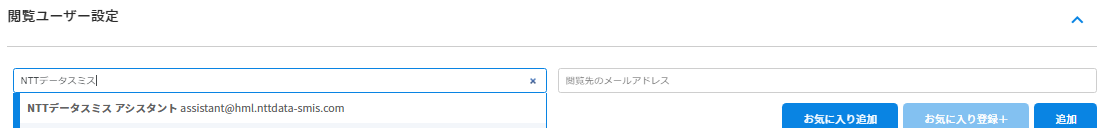 閲覧ユーザー設定
NTTデータスミス
閲覧先のメールアドレス
NTTデータスミス アシスタント assistant@hml.nttdata-smis.com
お気に入り追加
お気に入り登録＋
追加